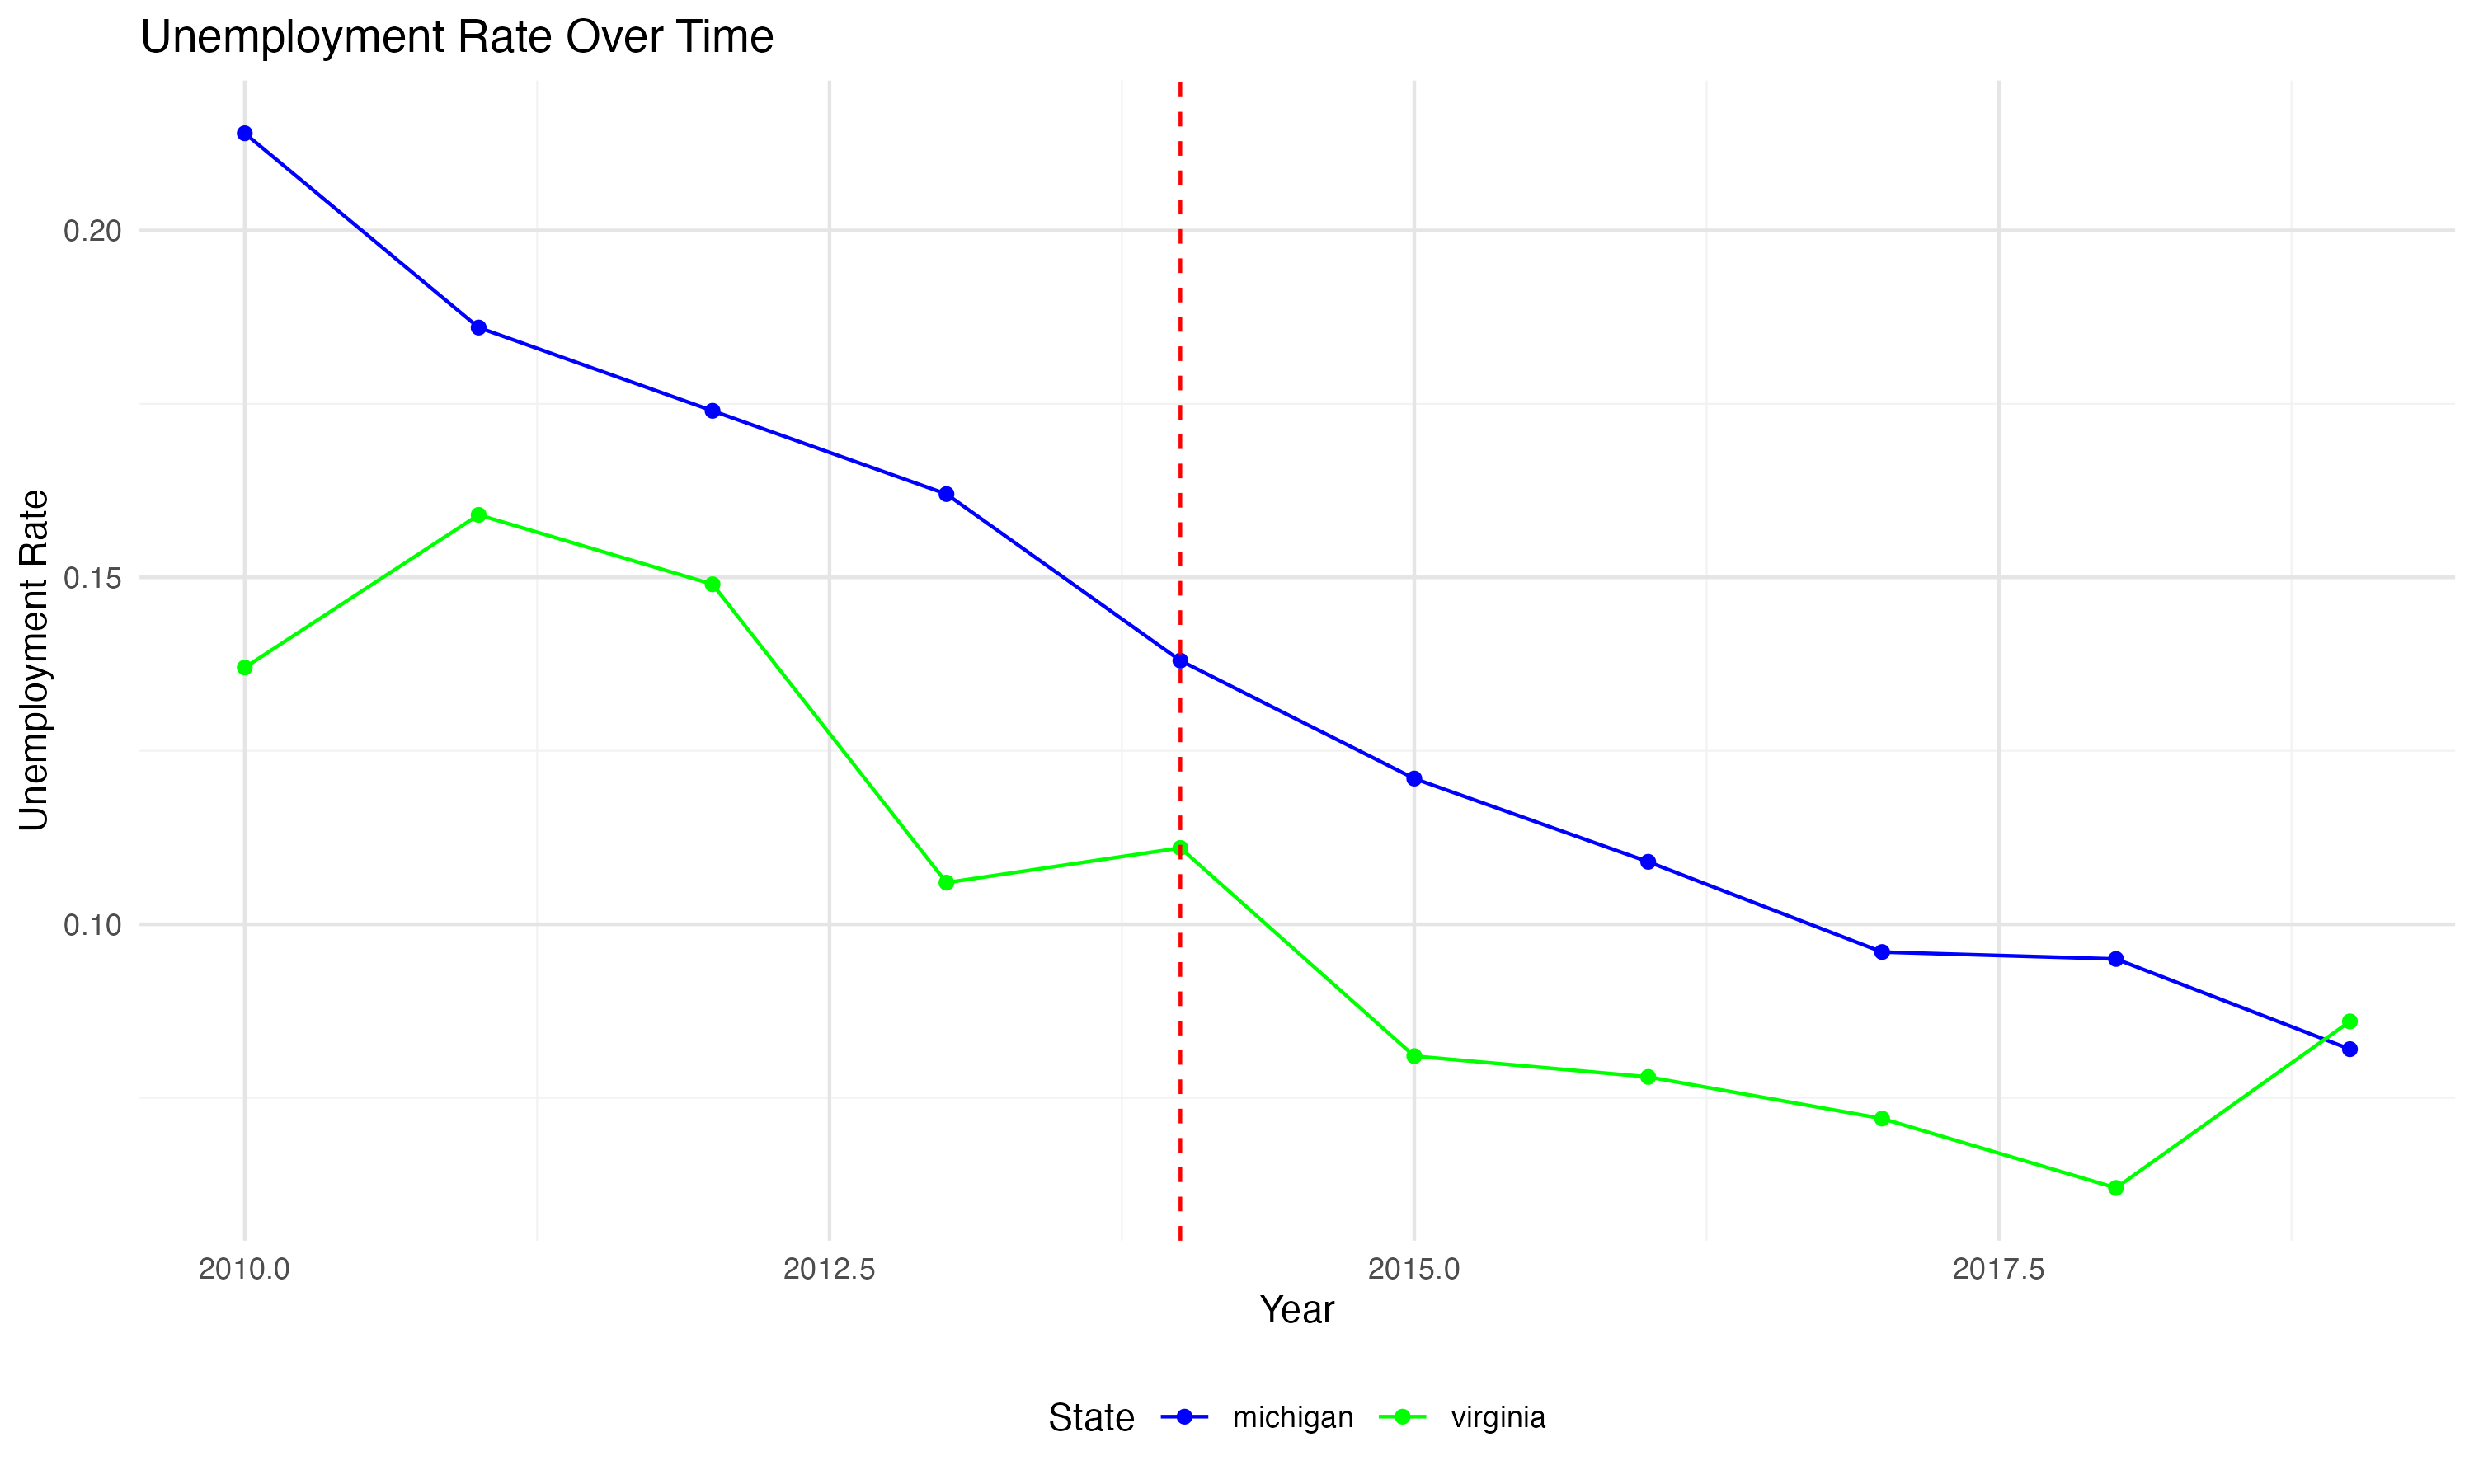 Unemployment Rate Over Time
Unemployment Rate
0.20
0.15
0.10
2010.0 2012.5 2015.0 2017.5
Year
State michigan virginia